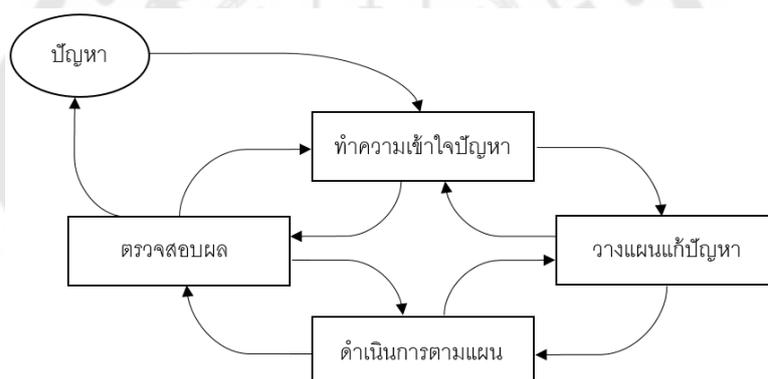 ปัญหา
ทำความเข้าใจปัญหา
ตรวจสอบผล
วางแผนแก้ปัญหา
ดำเนินการตามแผน